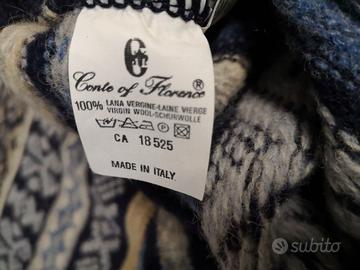 Conte of Florence®
100% LANA VERGINE-LAINE VIERGE
VIRGIN WOOL-SCHURWOLLE
CA 18525
MADE IN ITALY.
subito